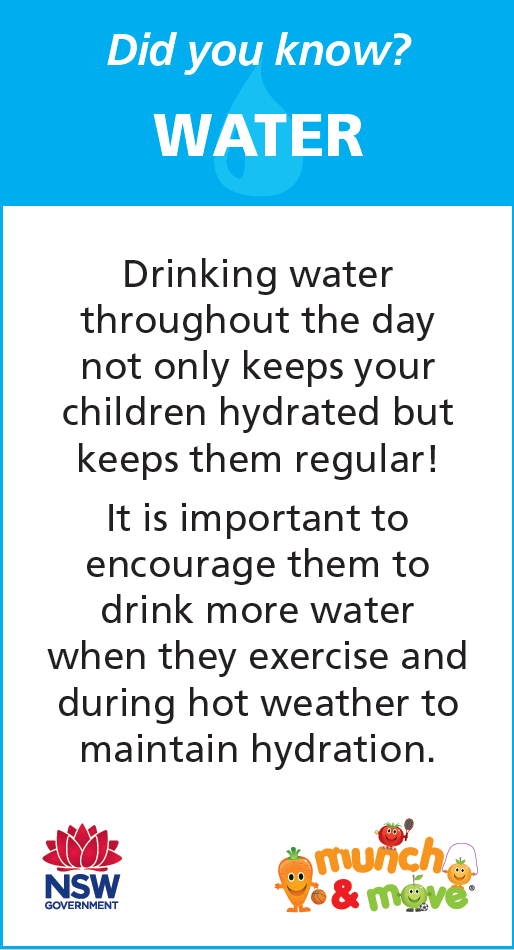 Did you know?
WATER
Drinking water
throughout the day
not only keeps your
children hydrated but
keeps them regular!
It is important to
encourage them to
drink more water
when they exercise and
during hot weather to
maintain hydration.
NSW
GOVERNMENT
munch
& move®